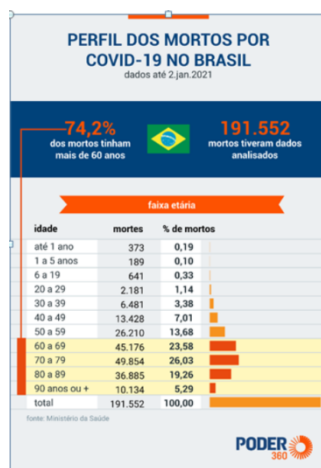 PERFIL DOS MORTOS POR
COVID-19 NO BRASIL
dados até 2.jan.2021
74,2%
dos mortos tinham
mais de 60 anos
191.552
mortos tiveram dados
analisados
faixa etária
idade mortes % de mortos
até 1 ano 373 0,19
1 a 5 anos 189 0,10
6 a 19 641 0,33
20 a 29 2.181 1,14
30 a 39 6.481 3,38
40 a 49 13.428 7,01
50 a 59 26.210 13,68
60 a 69 45.176 23,58
70 a 79 49.854 26,03
80 a 89 36.885 19,26
90 anos ou + 10.134 5,29
total 191.552 100,00
fonte: Ministério da Saúde
PODER
360